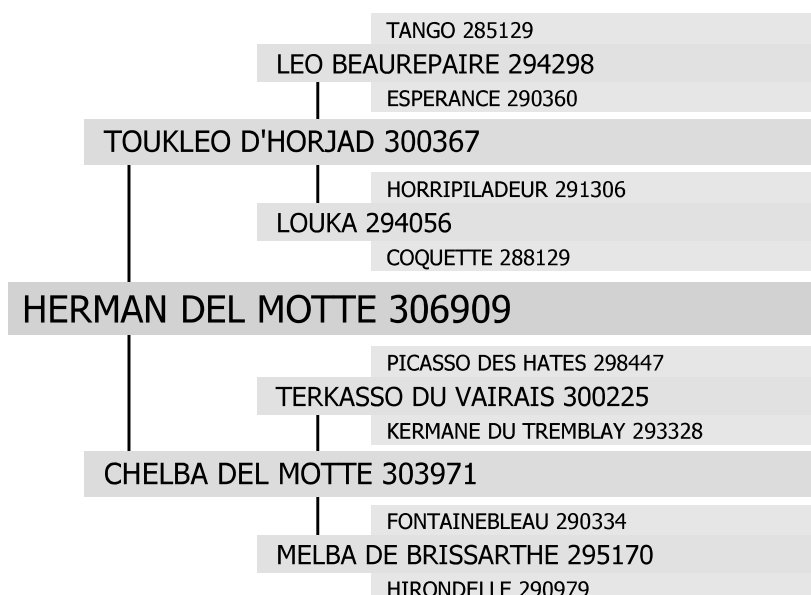 TANGO 285129
LEO BEAUREPAIRE 294298
ESPERANCE 290360
TOUKLEO D'HORJAD 300367
HORRIPILADEUR 291306
LOUKA 294056
COQUETTE 288129
HERMAN DEL MOTTE 306909
PICASSO DES HATES 298447
TERKASSO DU VAIRAIS 300225
KERMANE DU TREMBLAY 293328
CHELBA DEL MOTTE 303971
FONTAINEBLEAU 290334
MELBA DE BRISSARTHE 295170
HIRONDELLE 290979